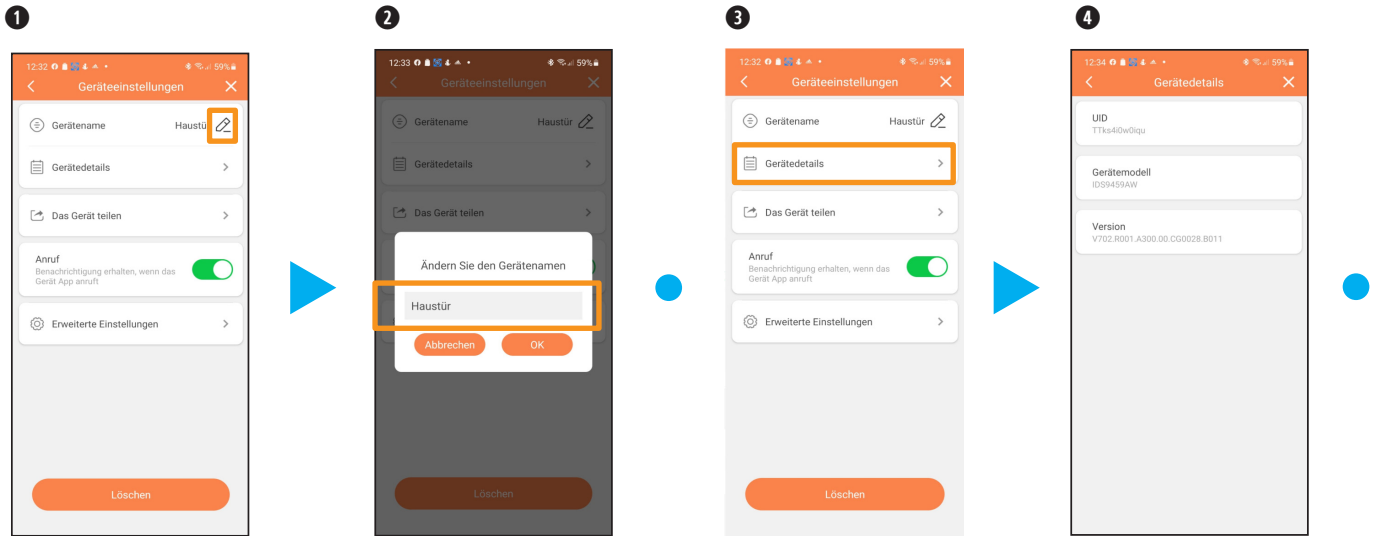 1
12:32 59%
Geräteeinstellungen
Gerätename Haustür
Gerätedetails
Das Gerät teilen
Anruf
Benachrichtigung erhalten, wenn das
Gerät App anruft
Erweiterte Einstellungen
Löschen
2
12:33 59%
Geräteeinstellungen
Gerätename Haustür
Gerätedetails
Das Gerät teilen
Ändern Sie den Gerätenamen
Haustür
Abbrechen OK
Löschen
3
12:32 59%
Geräteeinstellungen
Gerätename Haustür
Gerätedetails
Das Gerät teilen
Anruf
Benachrichtigung erhalten, wenn das
Gerät App anruft
Erweiterte Einstellungen
Löschen
4
12:34 59%
Gerätedetails
UID
TTks4i0w0iqu
Gerätemodell
IDS9459AW
Version
V702.R001.A300.00.CG0028.B011